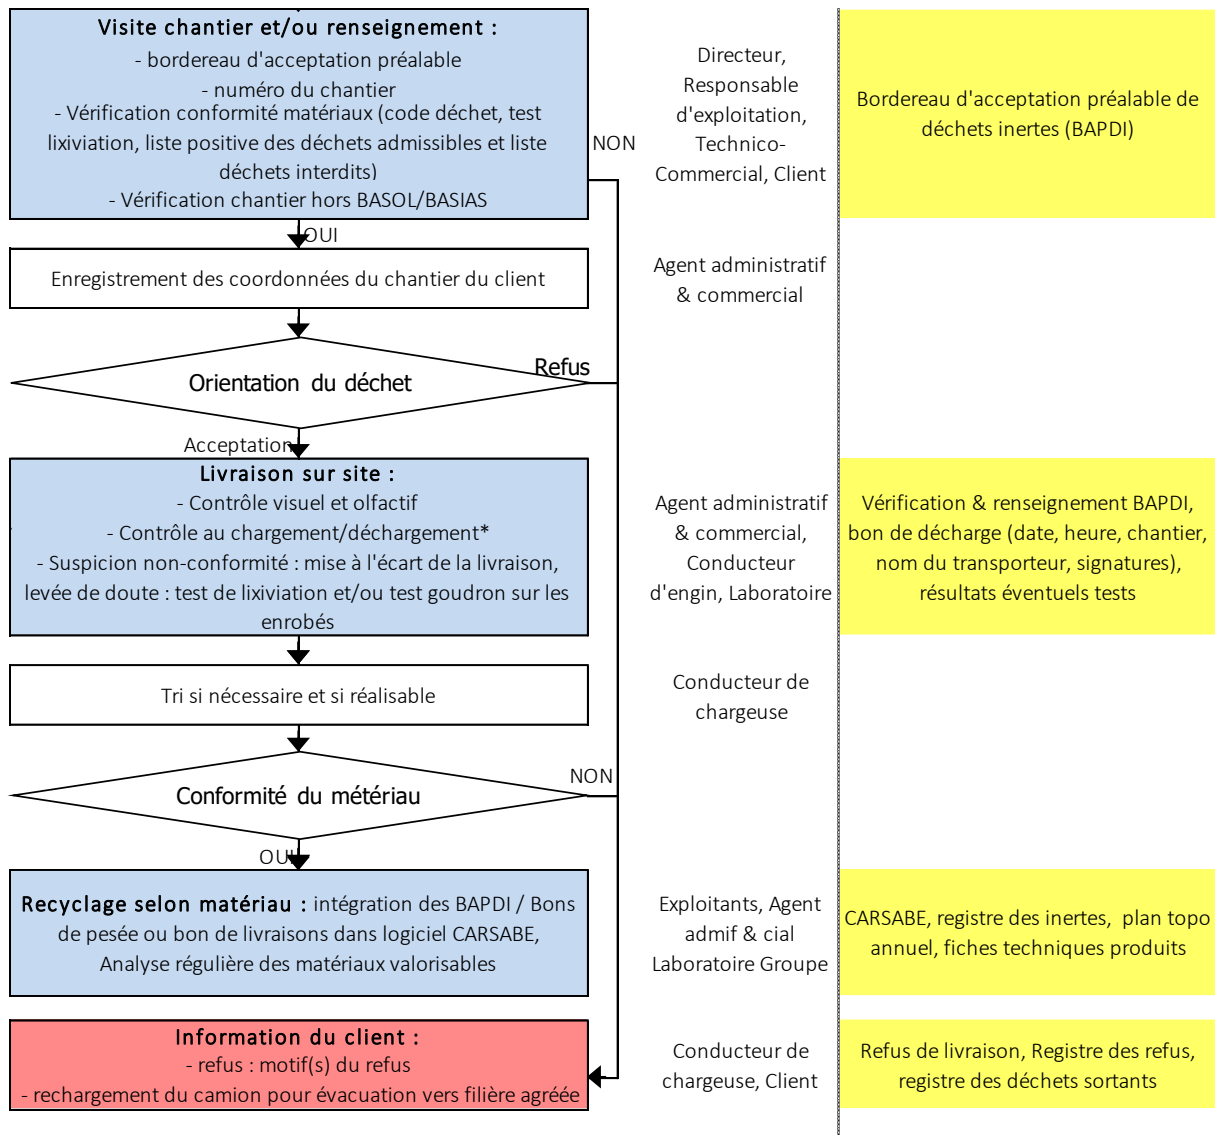 Visite chantier et/ou renseignement :
- bordereau d'acceptation préalable
- numéro du chantier
- Vérification conformité matériaux (code déchet, test
lixiviation, liste positive des déchets admissibles et liste
déchets interdits)
- Vérification chantier hors BASOL/BASIAS
NON
Directeur,
Responsable
d'exploitation,
Technico-
Commercial, Client
Bordereau d'acceptation préalable de
déchets inertes (BAPDI)
OUI
Enregistrement des coordonnées du chantier du client
Agent administratif
& commercial
Orientation du déchet
Refus
Acceptation
Livraison sur site :
- Contrôle visuel et olfactif
- Contrôle au chargement/déchargement*
- Suspicion non-conformité : mise à l'écart de la livraison,
levée de doute : test de lixiviation et/ou test goudron sur les
enrobés
Agent administratif
& commercial,
Conducteur
d'engin, Laboratoire
Vérification & renseignement BAPDI,
bon de décharge (date, heure, chantier,
nom du transporteur, signatures),
résultats éventuels tests
Tri si nécessaire et si réalisable
Conducteur de
chargeuse
Conformité du métériau
NON
OUI
Recyclage selon matériau : intégration des BAPDI / Bons
de pesée ou bon de livraisons dans logiciel CARSABE,
Analyse régulière des matériaux valorisables
Exploitants, Agent
admif & cial
Laboratoire Groupe
CARSABE, registre des inertes, plan topo
annuel, fiches techniques produits
Information du client :
- refus : motif(s) du refus
- rechargement du camion pour évacuation vers filière agréée
Conducteur de
chargeuse, Client
Refus de livraison, Registre des refus,
registre des déchets sortants